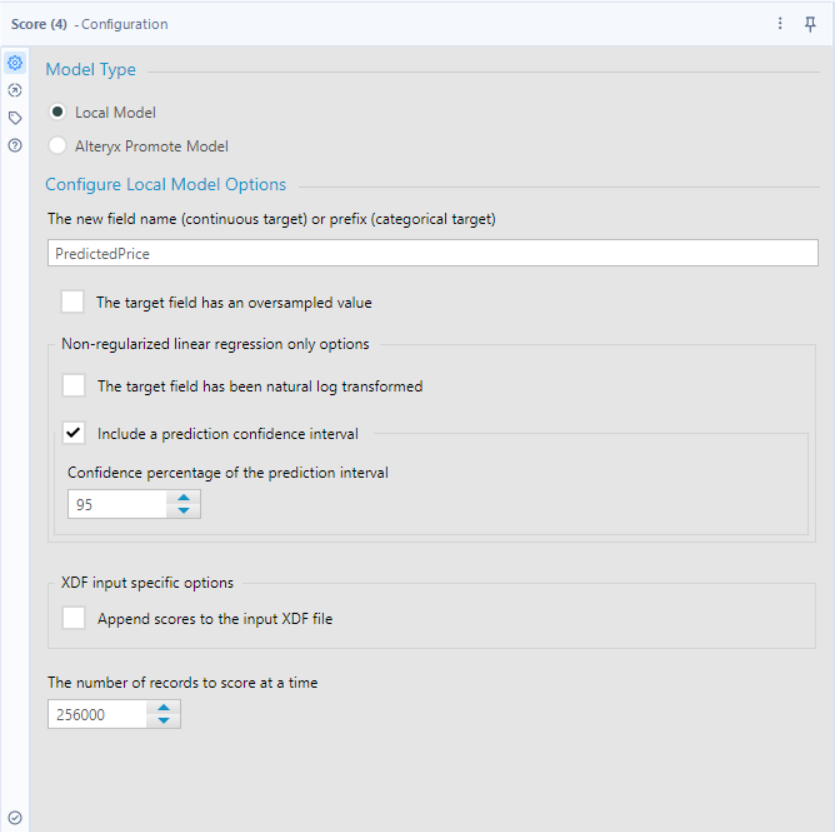 Score (4) - Configuration
Model Type
Local Model
Alteryx Promote Model
Configure Local Model Options
The new field name (continuous target) or prefix (categorical target)
PredictedPrice
The target field has an oversampled value
Non-regularized linear regression only options
The target field has been natural log transformed
Include a prediction confidence interval
Confidence percentage of the prediction interval
95
XDF input specific options
Append scores to the input XDF file
The number of records to score at a time
256000